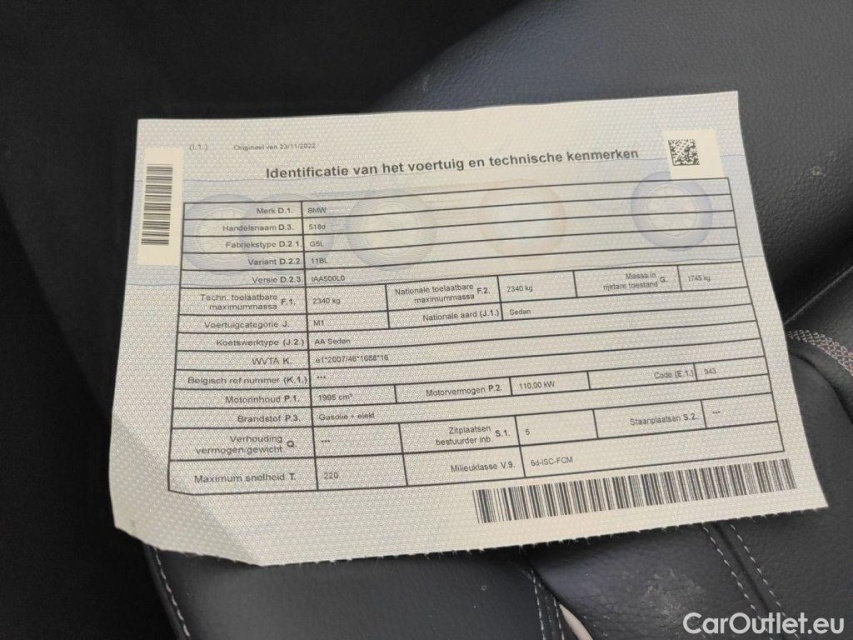 (I.1.) Origineel van 23/11/2022
Identificatie van het voertuig en technische kenmerken
Merk D.1. BMW
Handelsnaam D.3. 518d
Fabriekstype D.2.1 G5L
Variant D.2.2 11BL
Versie D.2.3 IAA500L0
Techn. toelaatbare maximummassa F.1. 2340 kg Nationale toelaatbare maximummassa F.2. 2340 kg Massa in rijklare toestand G. 1745 kg
Voertuigcategorie J. M1 Nationale aard (J.1.) Sedan
Koetswerktype (J.2.) AA Sedan
WVTA K. e1*2007/46*1688*16
Belgisch ref nummer (K.1.) ***
Motorinhoud P.1. 1995 cm³ Motorvermogen P.2. 110,00 kW Code (E.1.) 943
Brandstof P.3. Gasolie + elekt
Verhouding vermogen/gewicht Q. *** Zitplaatsen bestuurder inb. S.1. 5 Staanplaatsen S.2. ---
Maximum snelheid T. 220 Milieuklasse V.9. 6d-ISC-FCM
CarOutlet.eu